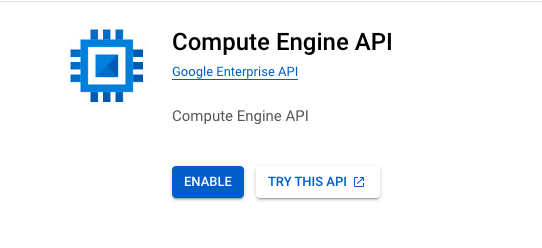 Compute Engine API
Google Enterprise API
Compute Engine API
ENABLE
TRY THIS API